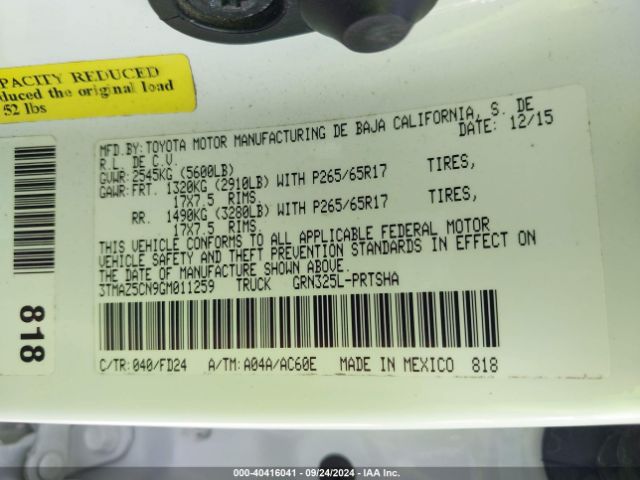 PACITY REDUCED
duced the original load
52 lbs
MFD.BY:TOYOTA MOTOR MANUFACTURING DE BAJA CALIFORNIA, S. DE
R.L. DE C.V. DATE: 12/15
GVWR:2545KG (5600LB)
GAWR:FRT. 1320KG (2910LB) WITH P265/65R17 TIRES,
17X7.5 RIMS.
RR. 1490KG (3280LB) WITH P265/65R17 TIRES,
17X7.5 RIMS.
THIS VEHICLE CONFORMS TO ALL APPLICABLE FEDERAL MOTOR
VEHICLE SAFETY AND THEFT PREVENTION STANDARDS IN EFFECT ON
THE DATE OF MANUFACTURE SHOWN ABOVE.
3TMAZ5CN9GM011259 TRUCK GRN325L-PRTSHA
C/TR:040/FD24 A/TM:A04A/AC60E MADE IN MEXICO 818
818
000-40416041 - 09/24/2024 - IAA Inc.